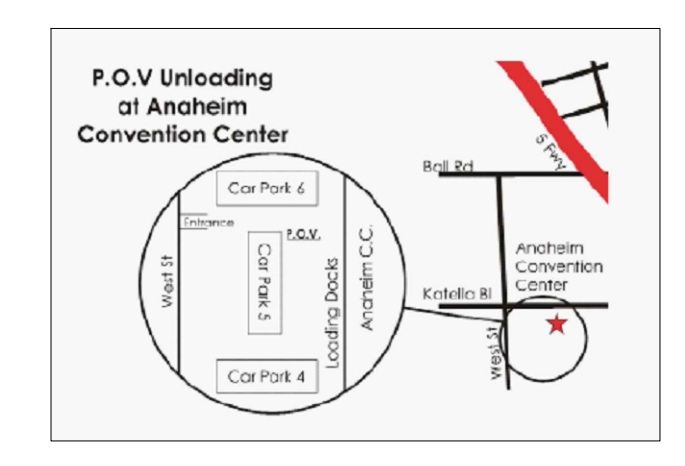 P.O.V Unloading
at Anaheim
Convention Center
Car Park 6
Entrance
P.O.V.
West St
Car Park 5
Loading Docks
Anaheim C.C.
Car Park 4
5 Fwy
Ball Rd
Anaheim
Convention
Center
Katella Bl
West St